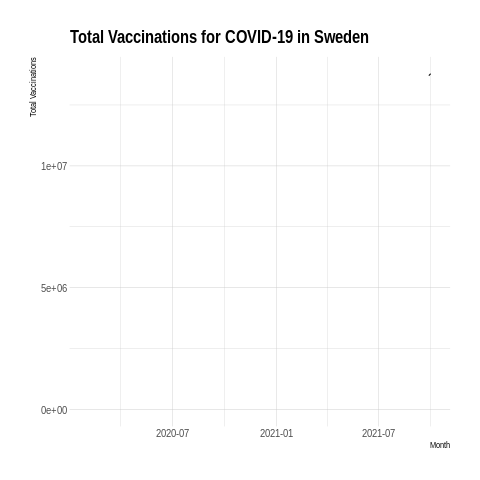 Total Vaccinations for COVID-19 in Sweden
Total Vaccinations
1e+07
5e+06
0e+00
2020-07 2021-01 2021-07
Month